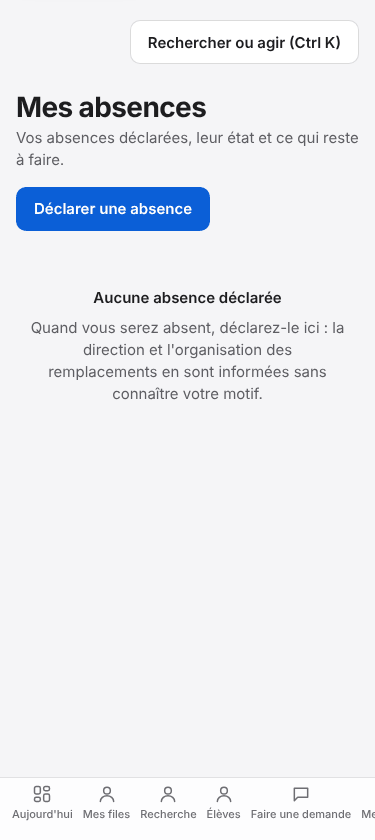 Rechercher ou agir (Ctrl K)
Mes absences
Vos absences déclarées, leur état et ce qui reste
à faire.
Déclarer une absence
Aucune absence déclarée
Quand vous serez absent, déclarez-le ici : la
direction et l'organisation des
remplacements en sont informées sans
connaître votre motif.
Aujourd'hui
Mes files
Recherche
Élèves
Faire une demande